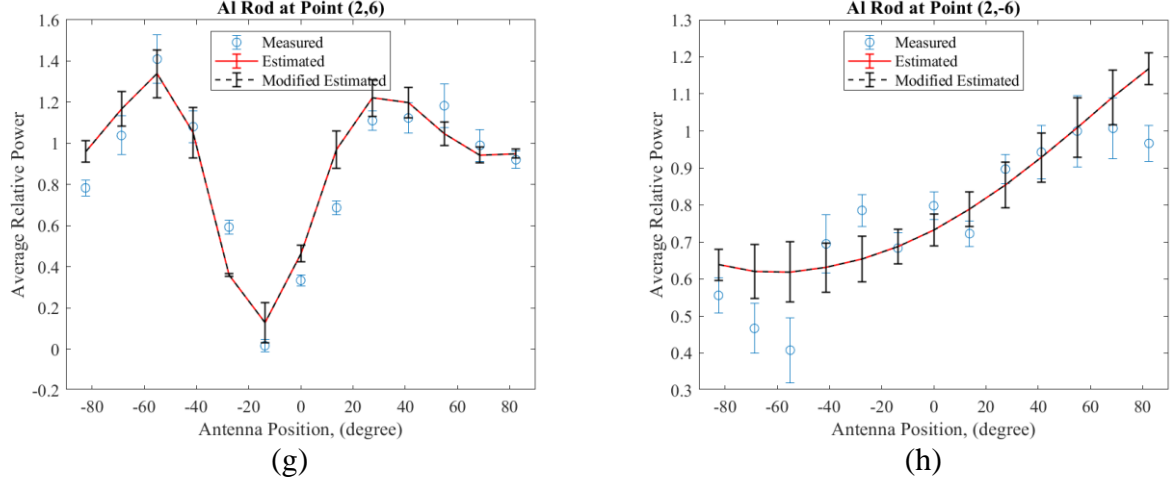 Al Rod at Point (2,6)
1.6
1.4
1.2
1
0.8
0.6
0.4
0.2
0
-0.2
Average Relative Power
Measured
Estimated
Modified Estimated
-80 -60 -40 -20 0 20 40 60 80
Antenna Position, (degree)
(g)
Al Rod at Point (2,-6)
1.3
1.2
1.1
1
0.9
0.8
0.7
0.6
0.5
0.4
0.3
Average Relative Power
Measured
Estimated
Modified Estimated
-80 -60 -40 -20 0 20 40 60 80
Antenna Position, (degree)
(h)